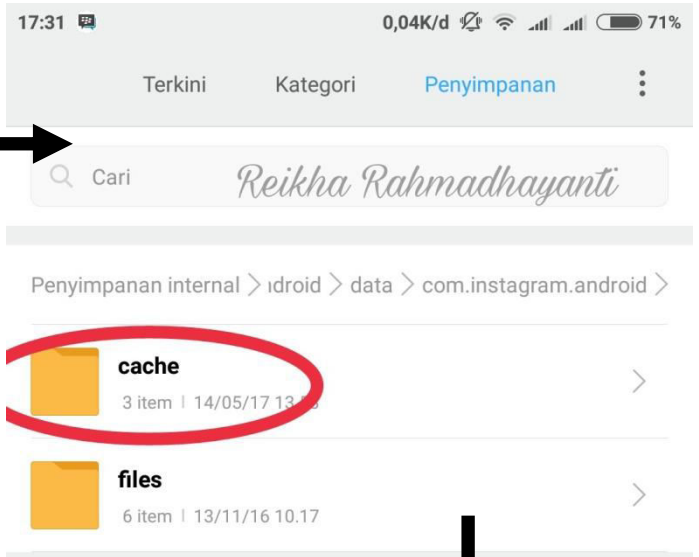 17:31 0,04K/d 71%
Terkini Kategori Penyimpanan
Cari Reikha Rahmadhayanti
Penyimpanan internal > ıdroid > data > com.instagram.android >
cache
3 item | 14/05/17
files
6 item | 13/11/16 10.17